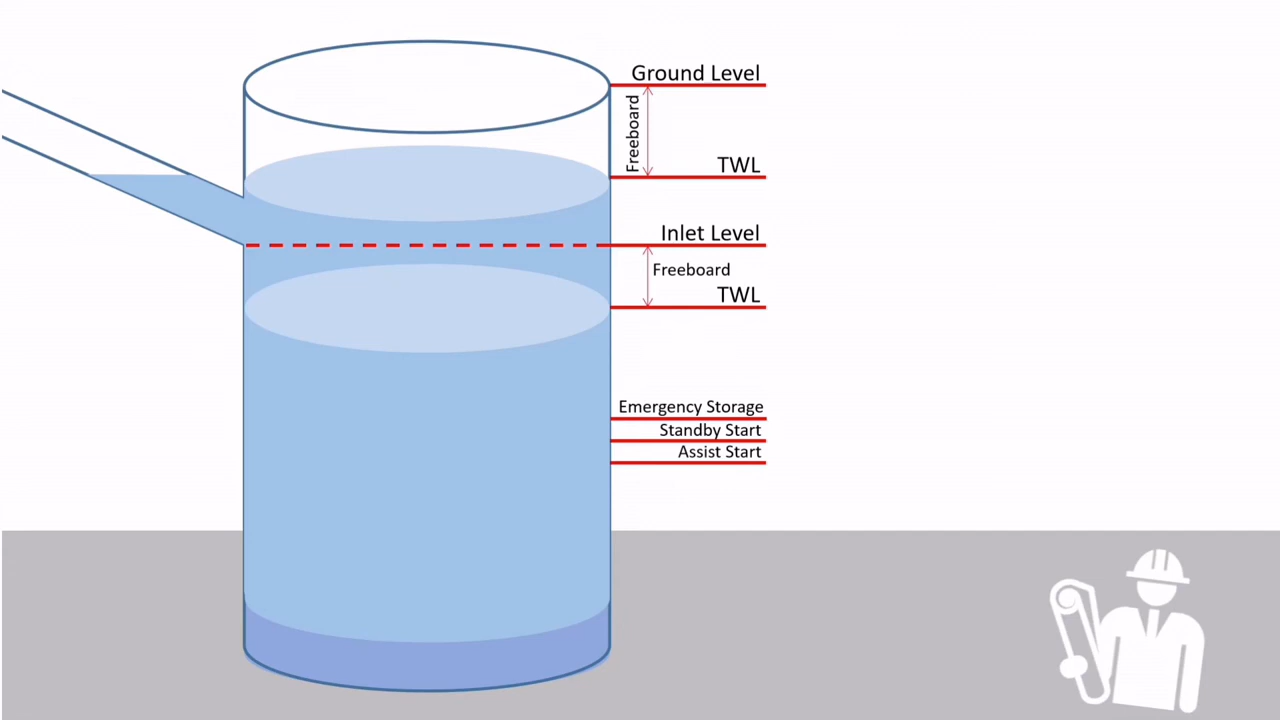 Ground Level
Freeboard
TWL
Inlet Level
Freeboard
TWL
Emergency Storage
Standby Start
Assist Start